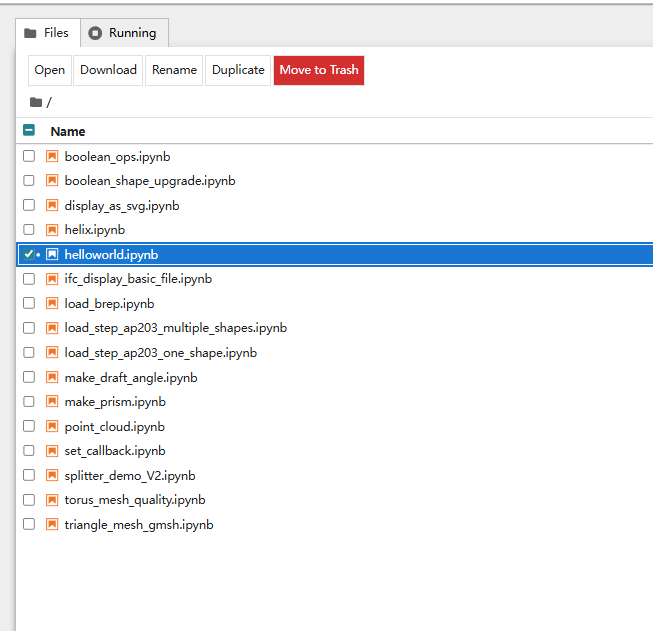 Files Running
Open Download Rename Duplicate Move to Trash
/
Name
boolean_ops.ipynb
boolean_shape_upgrade.ipynb
display_as_svg.ipynb
helix.ipynb
helloworld.ipynb
ifc_display_basic_file.ipynb
load_brep.ipynb
load_step_ap203_multiple_shapes.ipynb
load_step_ap203_one_shape.ipynb
make_draft_angle.ipynb
make_prism.ipynb
point_cloud.ipynb
set_callback.ipynb
splitter_demo_V2.ipynb
torus_mesh_quality.ipynb
triangle_mesh_gmsh.ipynb